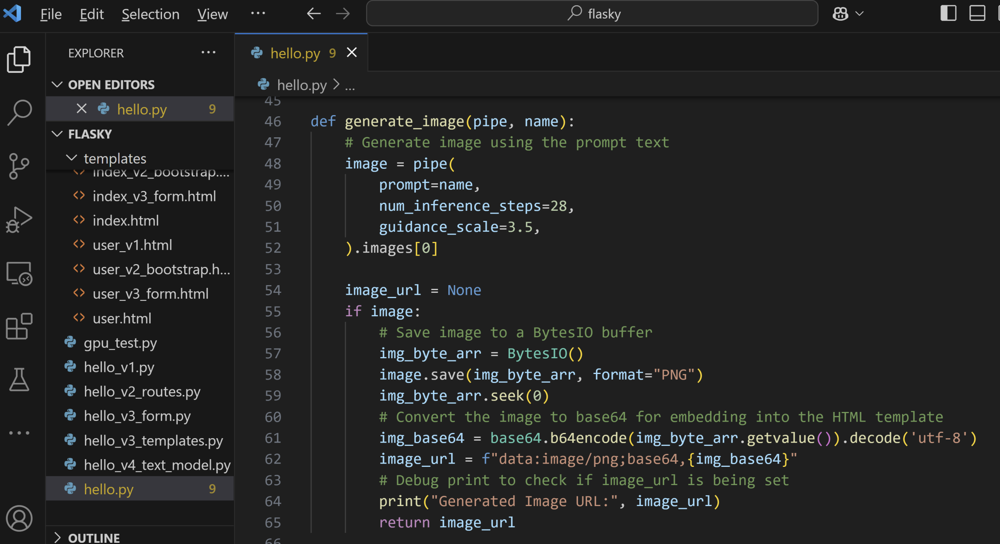 File Edit Selection View ... flasky
EXPLORER ...
OPEN EDITORS
hello.py 9
FLASKY
templates
index_v2_bootstrap....
index_v3_form.html
index.html
user_v1.html
user_v2_bootstrap.h...
user_v3_form.html
user.html
gpu_test.py
hello_v1.py
hello_v2_routes.py
hello_v3_form.py
hello_v3_templates.py
hello_v4_text_model.py
hello.py 9
OUTLINE
hello.py 9
hello.py > ...
45
46 def generate_image(pipe, name):
47     # Generate image using the prompt text
48     image = pipe(
49         prompt=name,
50         num_inference_steps=28,
51         guidance_scale=3.5,
52     ).images[0]
53
54     image_url = None
55     if image:
56         # Save image to a BytesIO buffer
57         img_byte_arr = BytesIO()
58         image.save(img_byte_arr, format="PNG")
59         img_byte_arr.seek(0)
60         # Convert the image to base64 for embedding into the HTML template
61         img_base64 = base64.b64encode(img_byte_arr.getvalue()).decode('utf-8')
62         image_url = f"data:image/png;base64,{img_base64}"
63         # Debug print to check if image_url is being set
64         print("Generated Image URL:", image_url)
65         return image_url
66